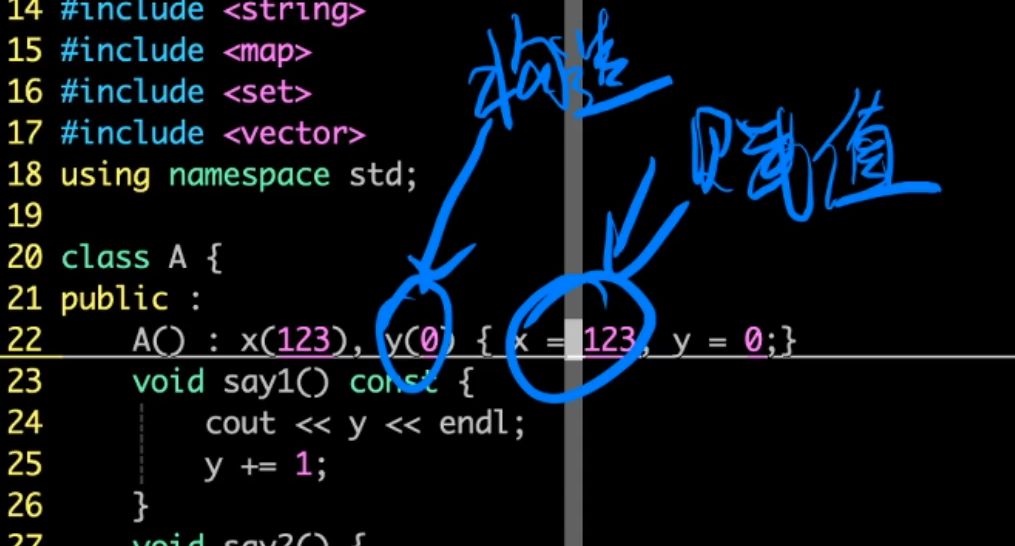 14 #include <string>
15 #include <map>
16 #include <set>
17 #include <vector>
构造
赋值
18 using namespace std;
19
20 class A {
21 public :
22 A() : x(123), y(0) { x = 123, y = 0;}
23 void say1() const {
24 cout << y << endl;
25 y += 1;
26 }
27 void say2() {